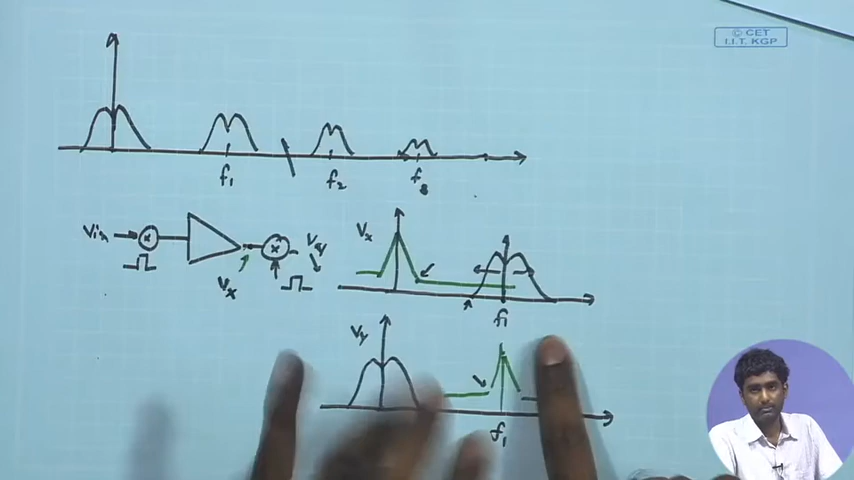 © CET
I.I.T. KGP
f₁ f₂ f₃
Vin x x Vy
Vx
Vx
f₁
Vy
f₁